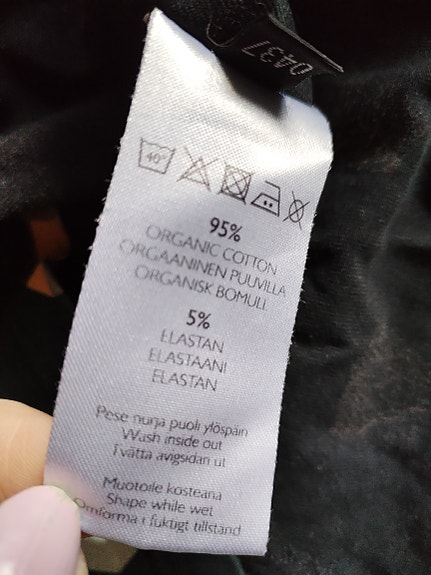 0437
40°
95%
ORGANIC COTTON
ORGAANINEN PUUVILLA
ORGANISK BOMULL
5%
ELASTAN
ELASTAANI
ELASTAN
Pese nurja puoli ylöspäin
Wash inside out
Tvätta avigsidan ut
Muotoile kosteana
Shape while wet
Omforma i fuktigt tillstånd